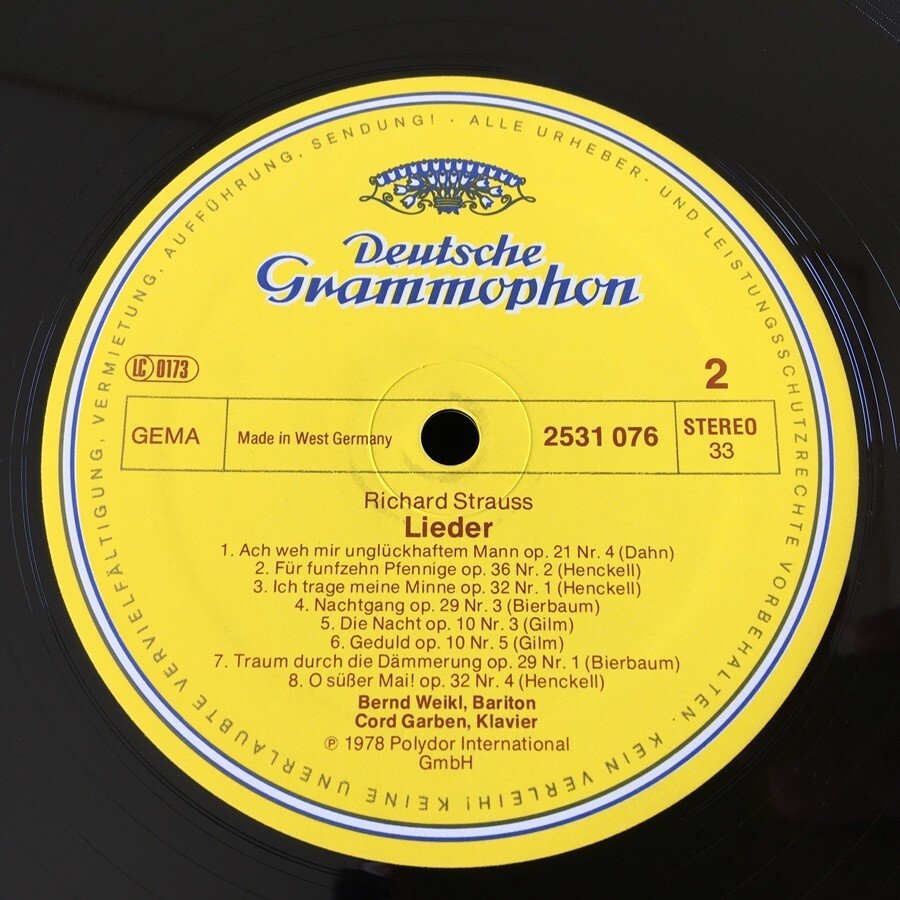 ALLE URHEBER- UND LEISTUNGSSCHUTZRECHTE VORBEHALTEN. KEIN VERLEIH! KEINE UNERLAUBTE VERVIELFÄLTIGUNG, VERMIETUNG, AUFFÜHRUNG, SENDUNG! ·
Deutsche
Grammophon
LC 0173
2
GEMA
Made in West Germany
2531 076
STEREO
33
Richard Strauss
Lieder
1. Ach weh mir unglückhaftem Mann op. 21 Nr. 4 (Dahn)
2. Für funfzehn Pfennige op. 36 Nr. 2 (Henckell)
3. Ich trage meine Minne op. 32 Nr. 1 (Henckell)
4. Nachtgang op. 29 Nr. 3 (Bierbaum)
5. Die Nacht op. 10 Nr. 3 (Gilm)
6. Geduld op. 10 Nr. 5 (Gilm)
7. Traum durch die Dämmerung op. 29 Nr. 1 (Bierbaum)
8. O süßer Mai! op. 32 Nr. 4 (Henckell)
Bernd Weikl, Bariton
Cord Garben, Klavier
℗ 1978 Polydor International
GmbH